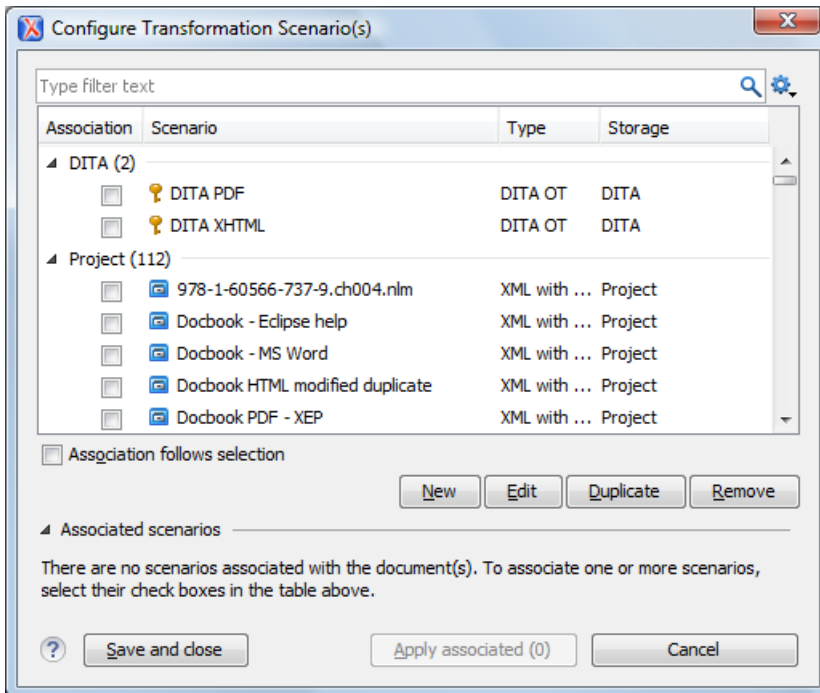 Configure Transformation Scenario(s)
Type filter text
Association Scenario Type Storage
DITA (2)
DITA PDF DITA OT DITA
DITA XHTML DITA OT DITA
Project (112)
978-1-60566-737-9.ch004.nlm XML with ... Project
Docbook - Eclipse help XML with ... Project
Docbook - MS Word XML with ... Project
Docbook HTML modified duplicate XML with ... Project
Docbook PDF - XEP XML with ... Project
Association follows selection
New Edit Duplicate Remove
Associated scenarios
There are no scenarios associated with the document(s). To associate one or more scenarios,
select their check boxes in the table above.
? Save and close Apply associated (0) Cancel